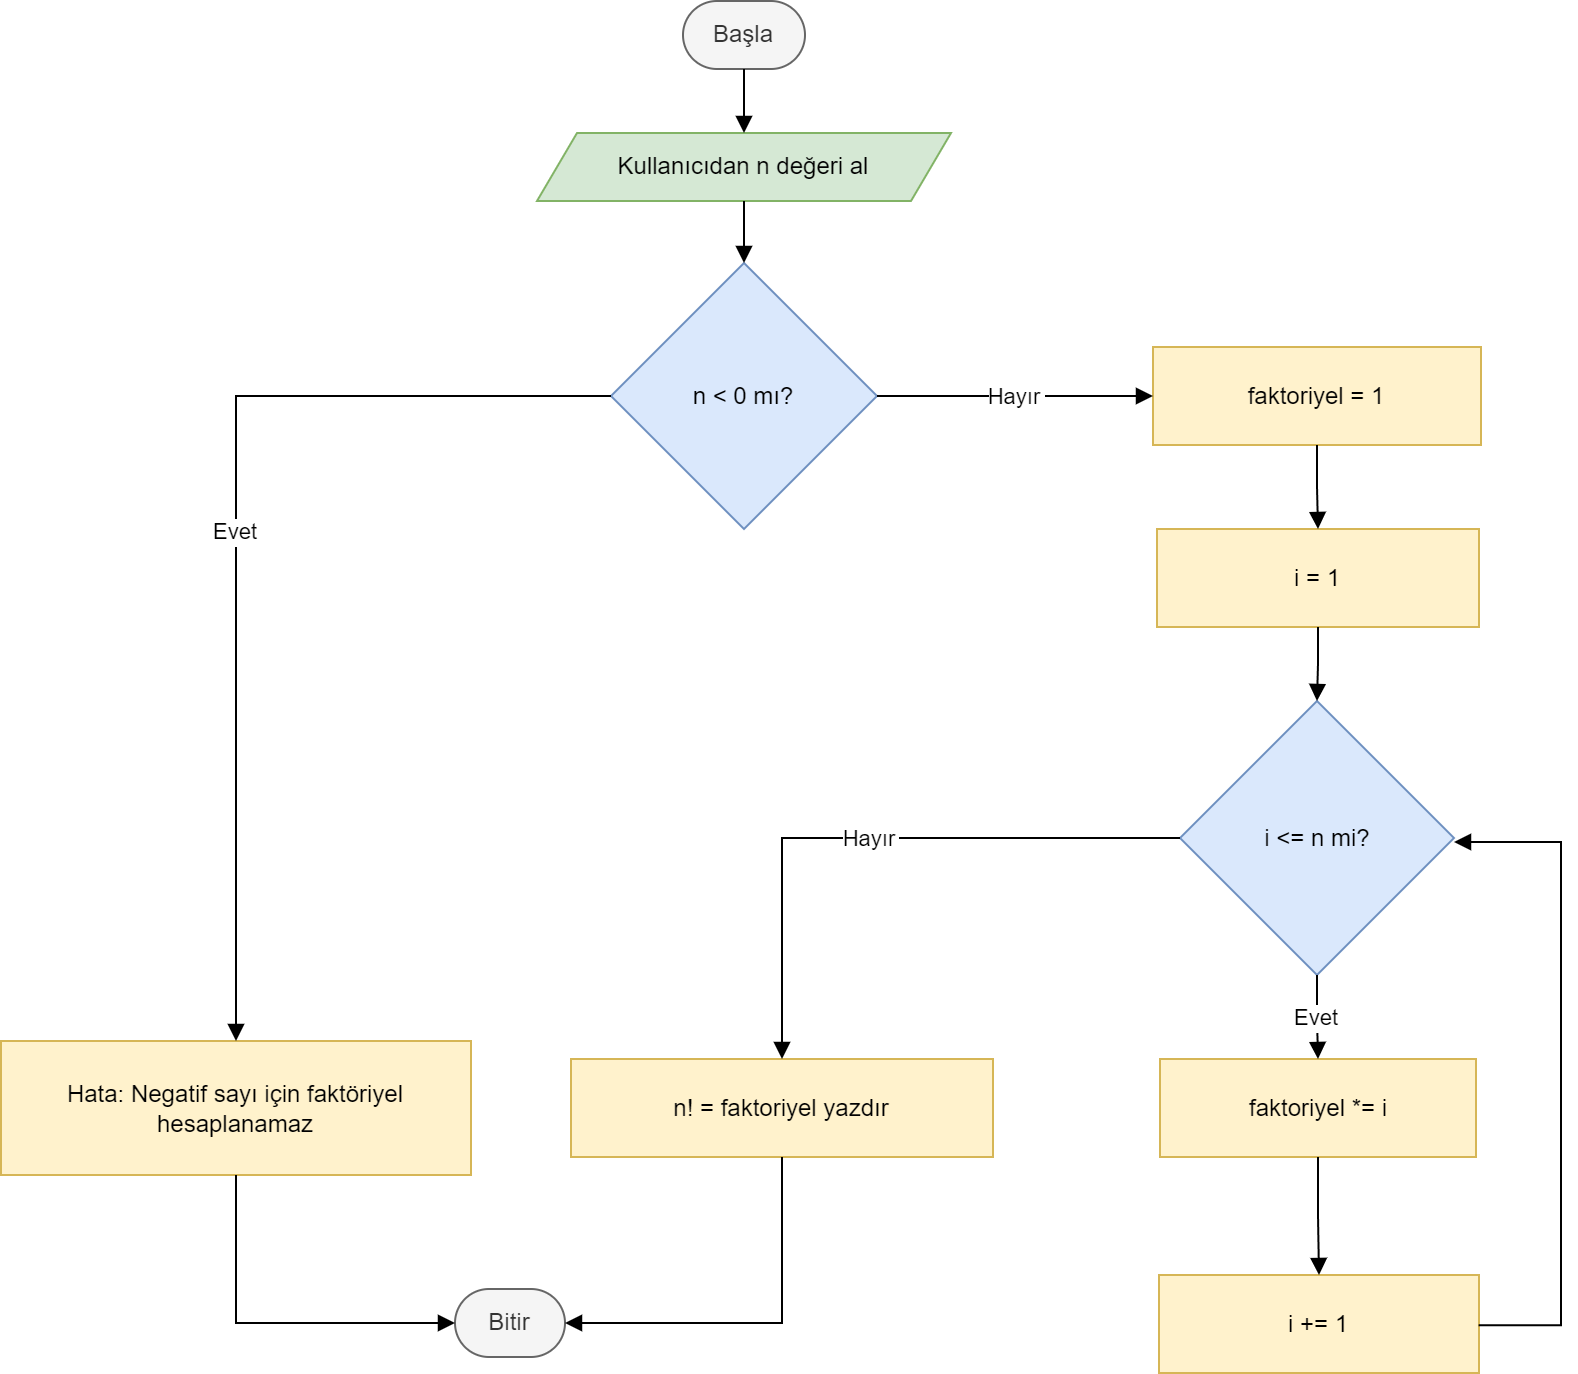 Başla
Kullanıcıdan n değeri al
n < 0 mı?
Hayır
faktoriyel = 1
Evet
i = 1
i <= n mi?
Hayır
Evet
Hata: Negatif sayı için faktöriyel
hesaplanamaz
n! = faktoriyel yazdır
faktoriyel *= i
Bitir
i += 1